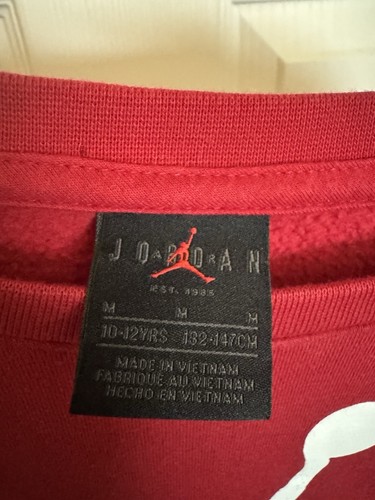 JORDAN
EST. 1985
M M M
10-12YRS 132-147CM
MADE IN VIETNAM
FABRIQUÉ AU VIETNAM
HECHO EN VIETNAM